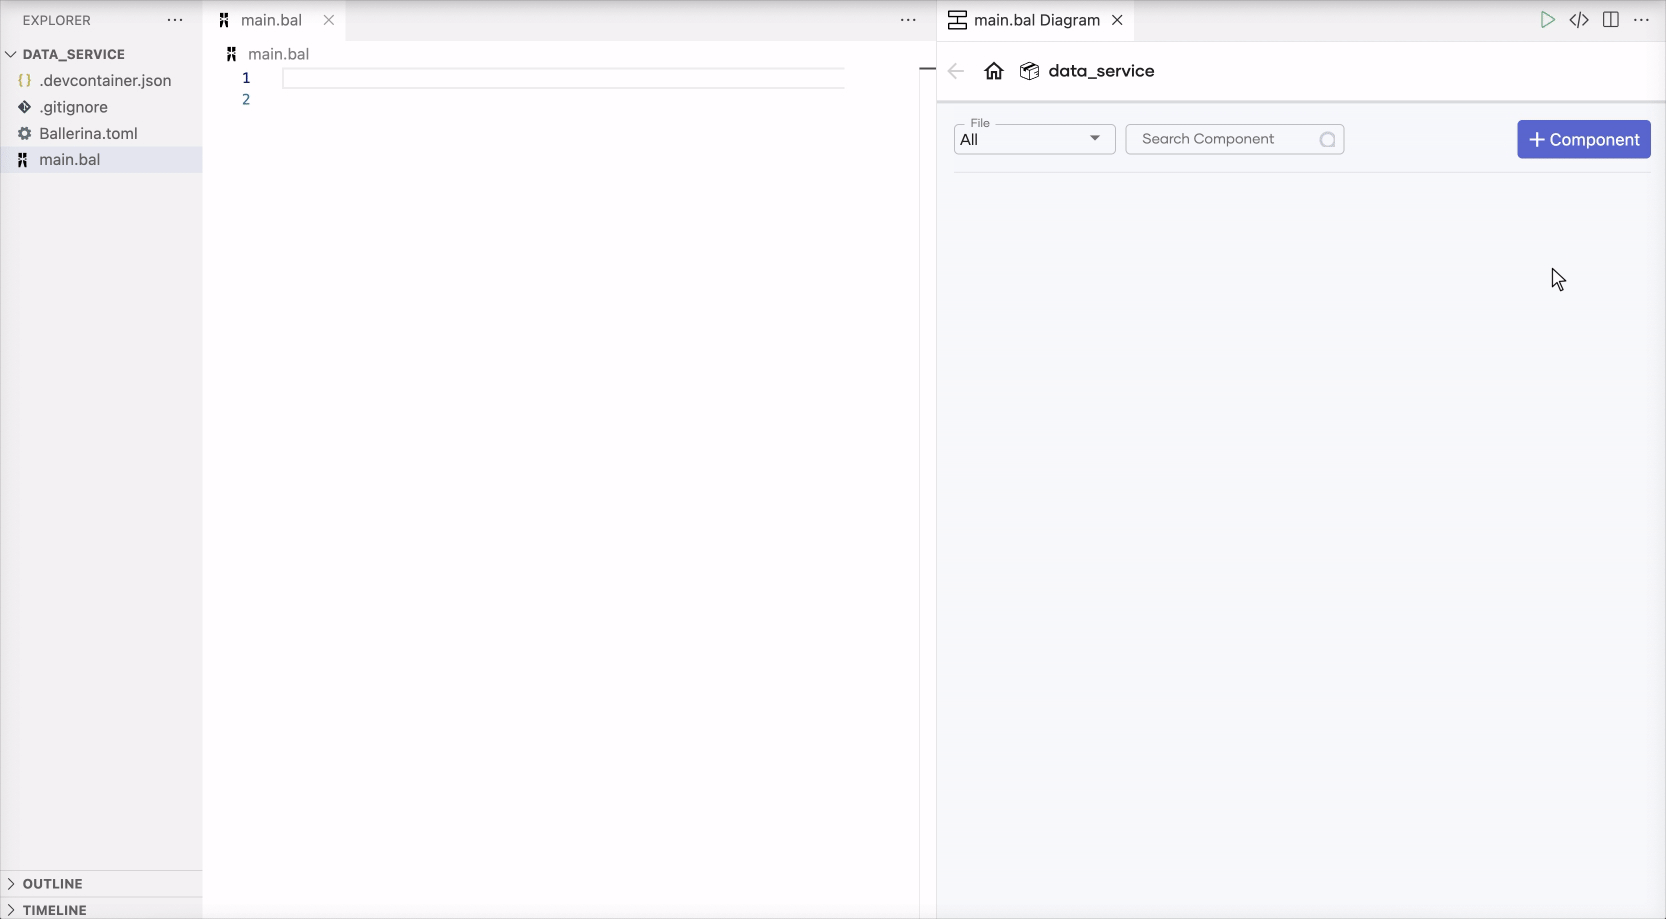 EXPLORER
DATA_SERVICE
.devcontainer.json
.gitignore
Ballerina.toml
main.bal
OUTLINE
TIMELINE
main.bal
main.bal
1
2
main.bal Diagram
data_service
File
All
Search Component
+ Component